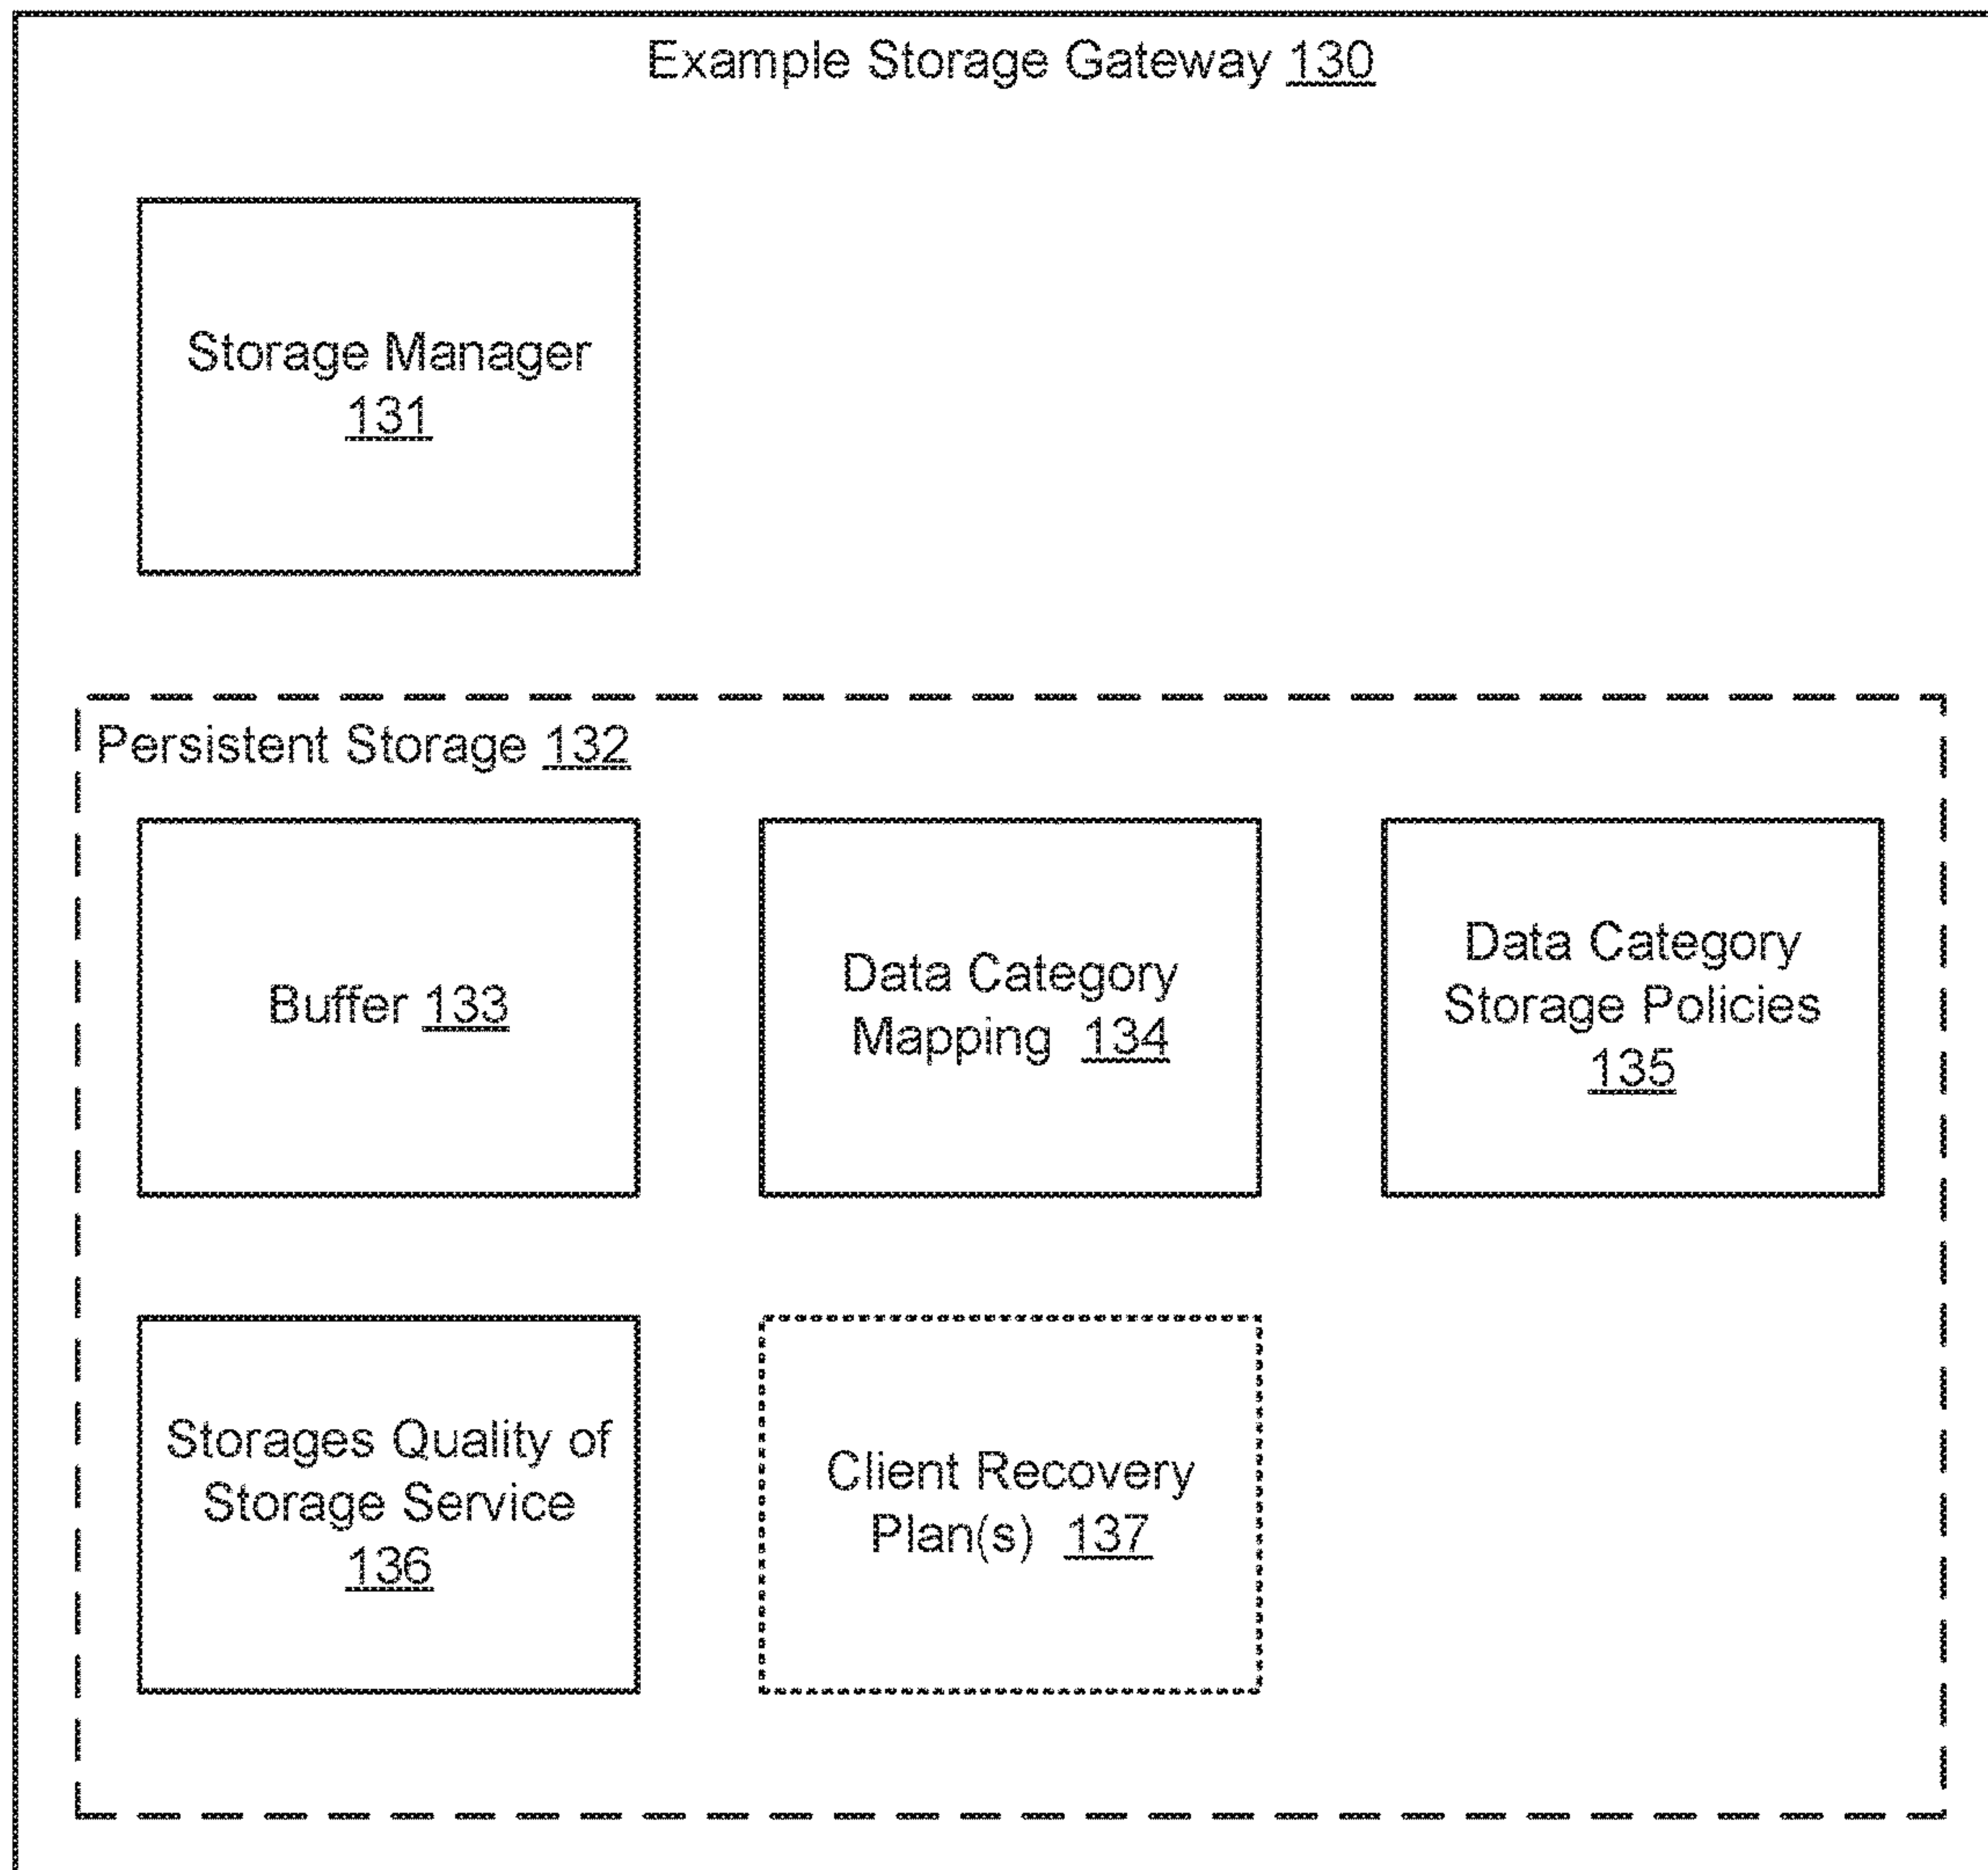 Example Storage Gateway 130
Storage Manager
131
Persistent Storage 132
Buffer 133
Data Category
Mapping 134
Data Category
Storage Policies
135
Storages Quality of
Storage Service
136
Client Recovery
Plan(s) 137